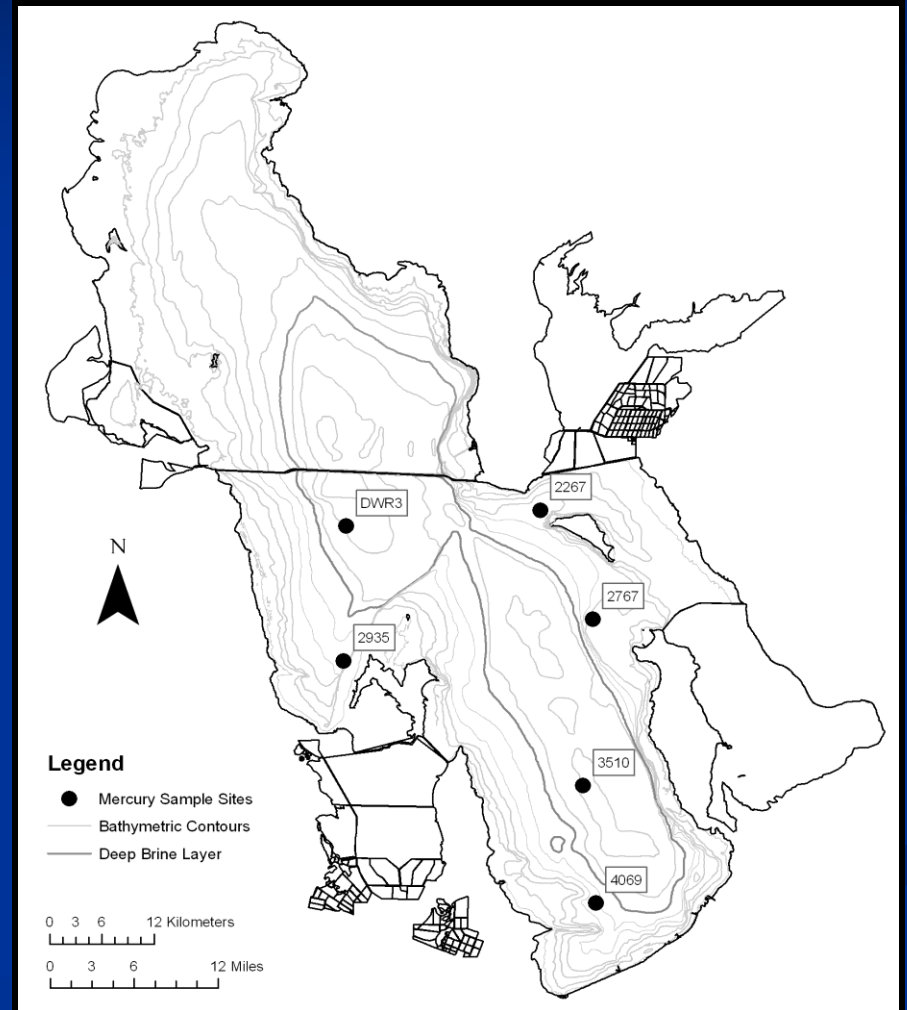 2267
DWR3
N
2767
2935
3510
4069
Legend
Mercury Sample Sites
Bathymetric Contours
Deep Brine Layer
0 3 6 12 Kilometers
0 3 6 12 Miles